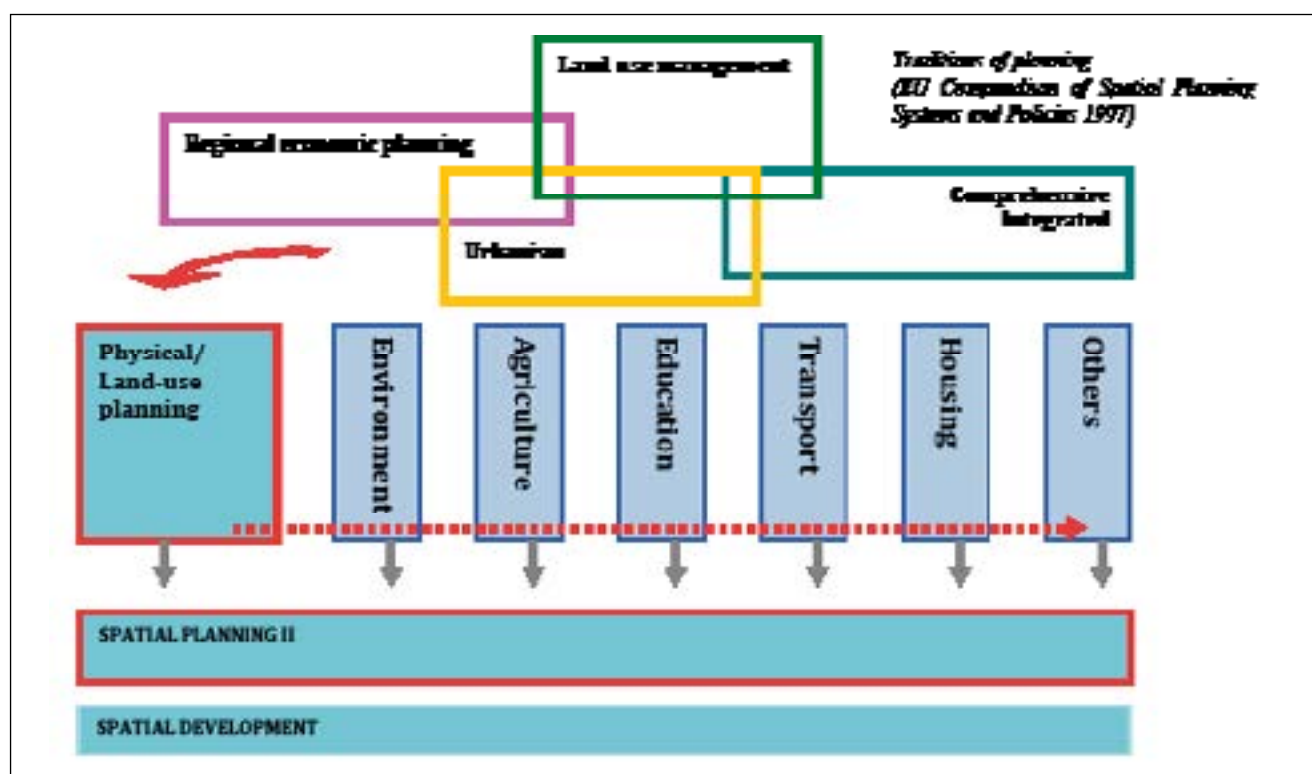 Land use management
Traditions of planning
(EU Compendium of Spatial Planning
Systems and Policies 1997)
Regional economic planning
Comprehensive
integrated
Urbanism
Physical/
Land-use
planning
Environment
Agriculture
Education
Transport
Housing
Others
SPATIAL PLANNING II
SPATIAL DEVELOPMENT